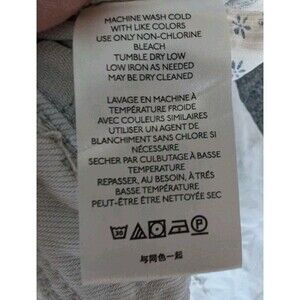 MACHINE WASH COLD
WITH LIKE COLORS
USE ONLY NON-CHLORINE
BLEACH
TUMBLE DRY LOW
LOW IRON AS NEEDED
MAY BE DRY CLEANED
LAVAGE EN MACHINE À
TEMPÉRATURE FROIDE
AVEC COULEURS SIMILAIRES
UTILISER UN AGENT DE
BLANCHIMENT SANS CHLORE SI
NÉCESSAIRE
SECHER PAR CULBUTAGE À BASSE
TEMPERATURE
REPASSER, AU BESOIN, À TRÈS
BASSE TEMPÉRATURE
PEUT-ÊTRE NETTOYÉE SEC
30 P
与同色一起